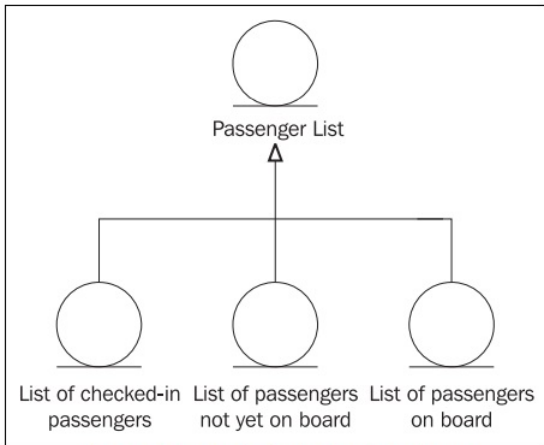 Passenger List
List of checked-in
passengers
List of passengers
not yet on board
List of passengers
on board